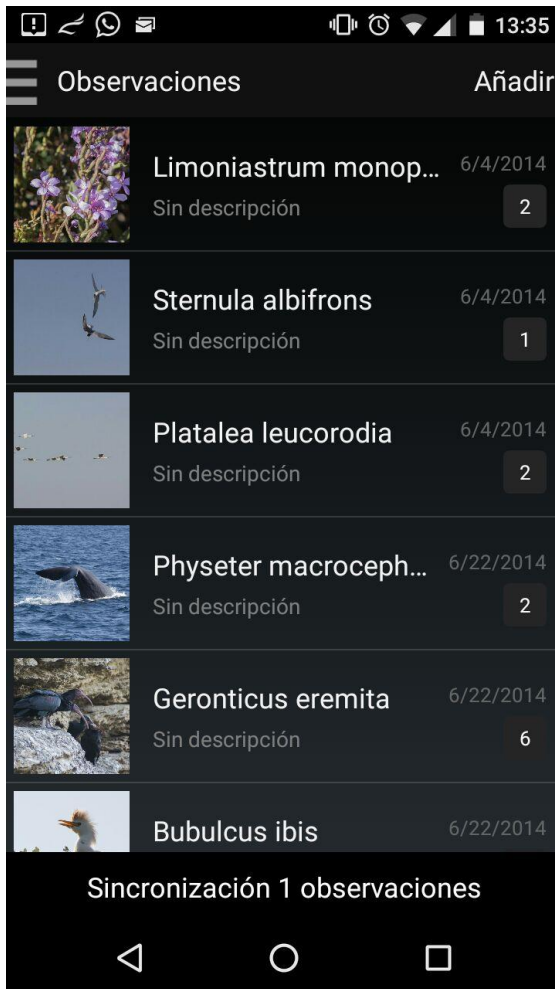 13:35
Observaciones
Añadir
Limoniastrum monop...
6/4/2014
Sin descripción
2
Sternula albifrons
6/4/2014
Sin descripción
1
Platalea leucorodia
6/4/2014
Sin descripción
2
Physeter macroceph...
6/22/2014
Sin descripción
2
Geronticus eremita
6/22/2014
Sin descripción
6
Bubulcus ibis
6/22/2014
Sincronización 1 observaciones